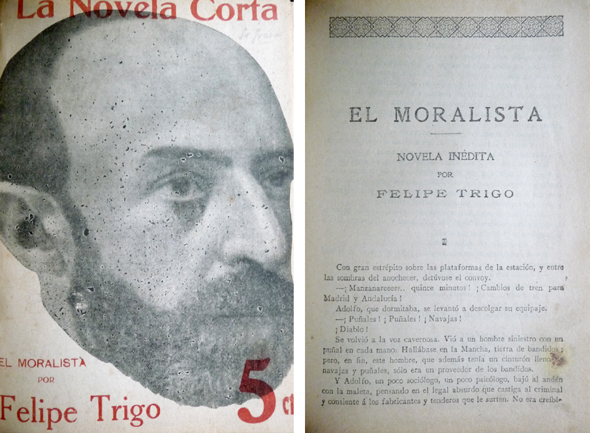 La Novela Corta
EL MORALISTA
POR
Felipe Trigo
5 ct
EL MORALISTA
NOVELA INÉDITA
POR
FELIPE TRIGO
I
Con gran estrépito sobre las plataformas de la estación, y entre
las sombras del anochecer, detúvose el convoy.
—¡Manzanareeees.. quince minutos! ¡Cambios de tren para
Madrid y Andalucía!
Adolfo, que dormitaba, se levantó a descolgar su equipaje.
—¡Puñales! ¡Puñales! ¡Navajas!
¡Diablo!
Se volvió a la voz cavernosa. Vió a un hombre siniestro con un
puñal en cada mano. Hallábase en la Mancha, tierra de bandidos;
pero, en fin, este hombre, que además tenía un cinturón lleno de
navajas y puñales, sólo era un proveedor de los bandidos.
Y Adolfo, un poco sociólogo, un poco psicólogo, bajó al andén
con la maleta, pensando en el legal absurdo que castiga al criminal
y consiente á los fabricantes y tenderos que le surten. No era creíble